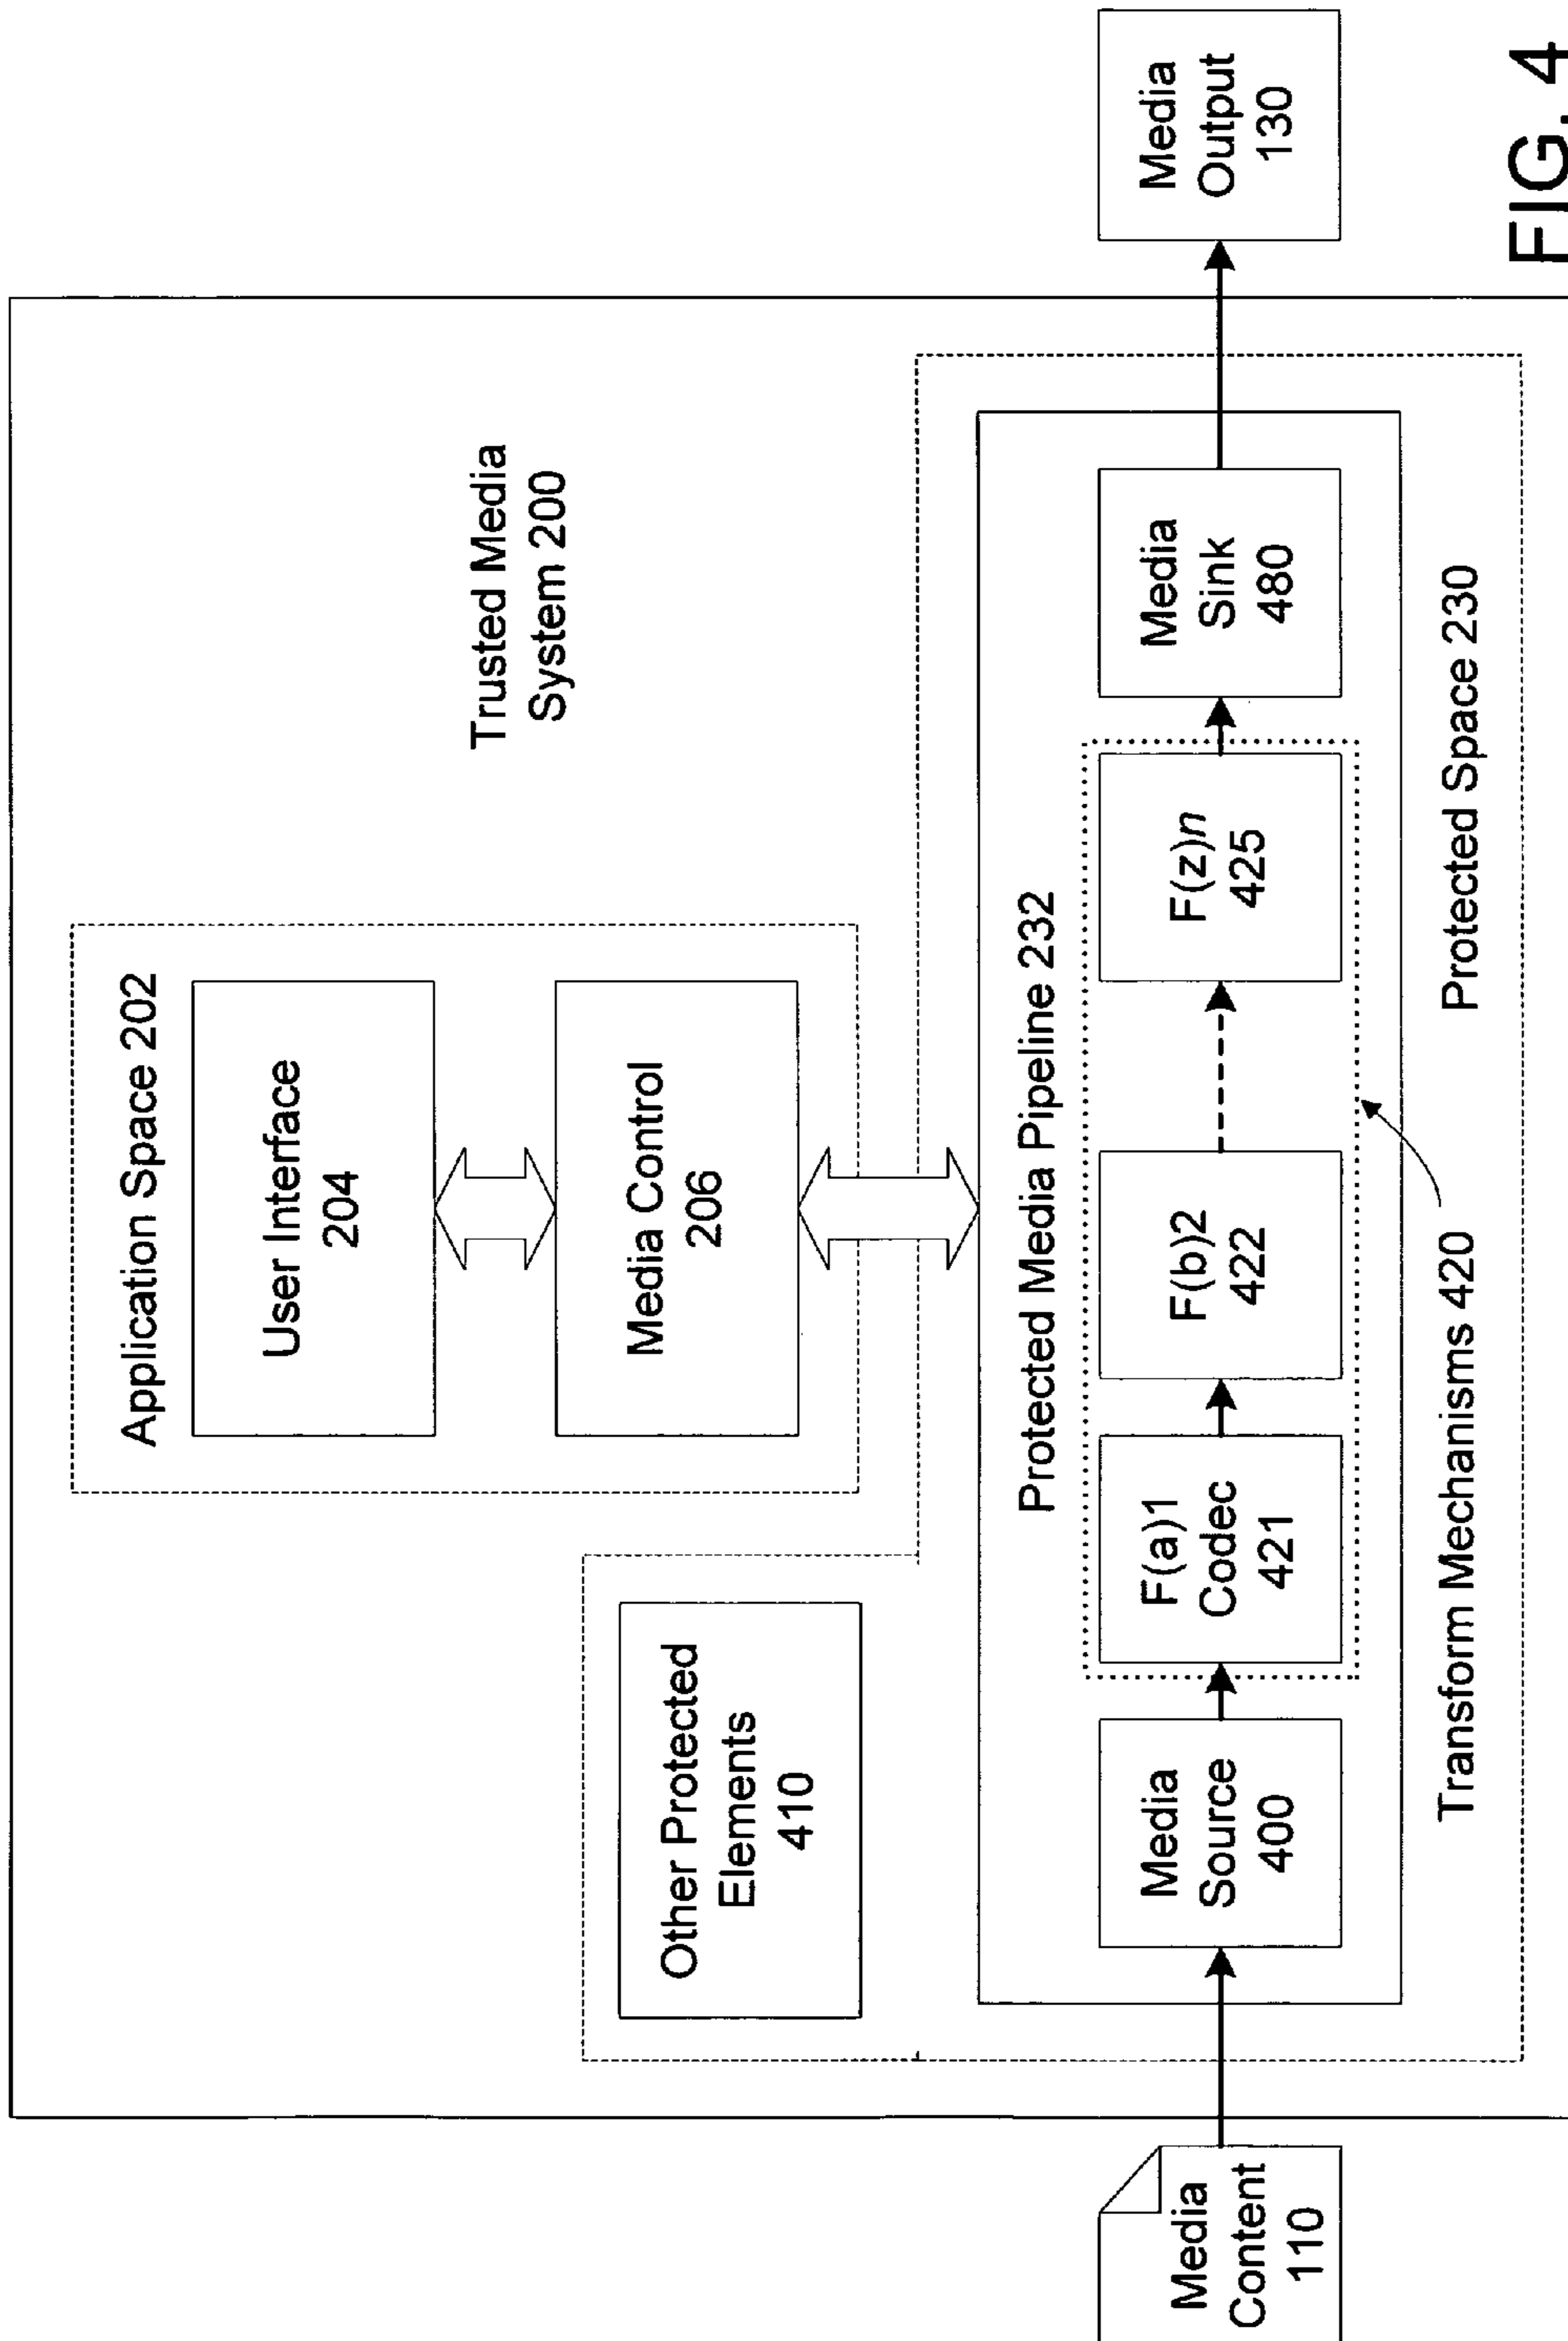 Application Space 202
User Interface
204
Media Control
206
Trusted Media
System 200
Other Protected
Elements
410
Protected Media Pipeline 232
Media
Content
110
Media
Source
400
F(a)1
Codec
421
F(b)2
422
F(z)n
425
Media
Sink
480
Media
Output
130
Transform Mechanisms 420
Protected Space 230
FIG. 4